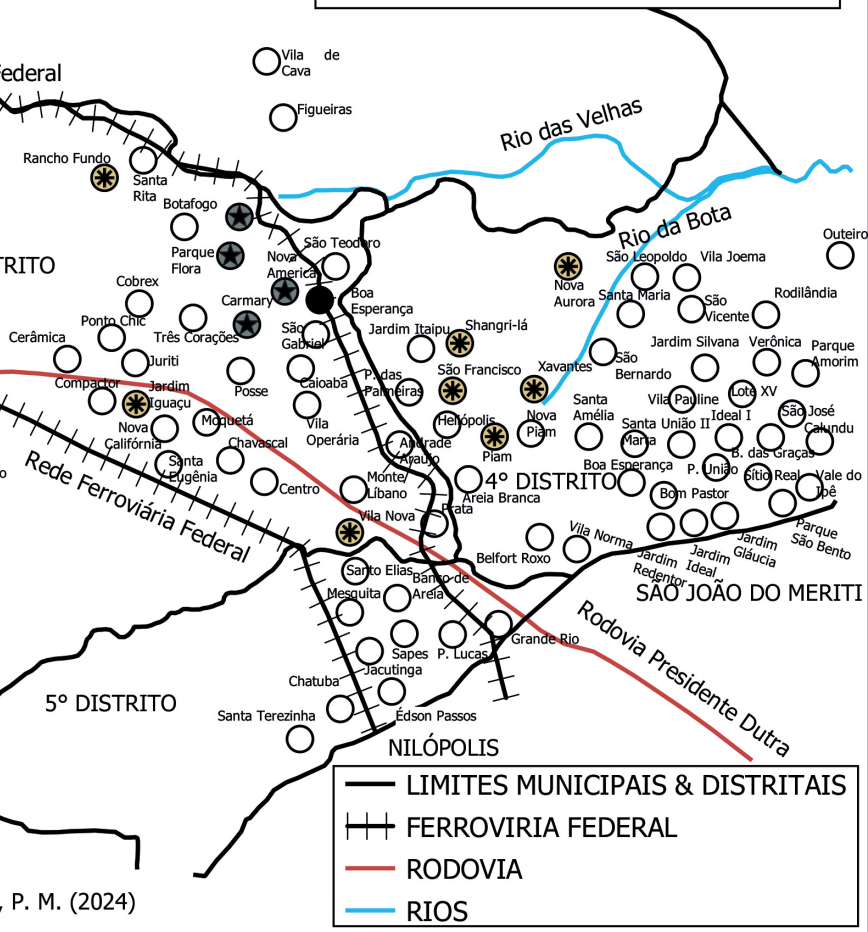 Vila de
Cava
Federal
Figueiras
Rio das Velhas
Rancho Fundo
Santa
Rita
Botafogo
Rio da Bota
Outeiro
São Teodoro
Parque
Flora
Nova
America
São Leopoldo
Vila Joema
TRITO
Cobrex
Carmary
Boa
Esperança
Nova
Aurora
Santa Maria
São
Vicente
Rodilândia
Ponto Chic
Três Corações
São
Gabriel
Jardim Itaipu
Shangri-lá
Cerâmica
Juriti
Jardim Silvana
Verônica
Parque
Amorim
São
Bernardo
Compactor
Jardim
Iguaçu
Posse
Caioaba
P. das
Palmeiras
São Francisco
Xavantes
Santa
Amélia
Vila Pauline
Lote XV
São José
Nova
Califórnia
Moquetá
Vila
Operária
Heliópolis
Nova
Piam
Santa
Maria
União II
Ideal I
Calundu
Chavascal
Andrade
Araujo
Piam
B. das Graças
Santa
Eugênia
Boa Esperança
P. União
Sítio Real
Vale do
Ipê
Rede Ferroviária Federal
o
Centro
Monte
Líbano
Areia Branca
4° DISTRITO
Bom Pastor
Vila Nova
Prata
Vila Norma
Parque
São Bento
Belfort Roxo
Jardim
Redentor
Jardim
Ideal
Jardim
Gláucia
Santo Elias
Banco de
Areia
Mesquita
SÃO JOÃO DO MERITI
Sapes
P. Lucas
Grande Rio
Rodovia Presidente Dutra
Jacutinga
Chatuba
5° DISTRITO
Santa Terezinha
Édson Passos
NILÓPOLIS
LIMITES MUNICIPAIS & DISTRITAIS
FERROVIRIA FEDERAL
RODOVIA
RIOS
, P. M. (2024)